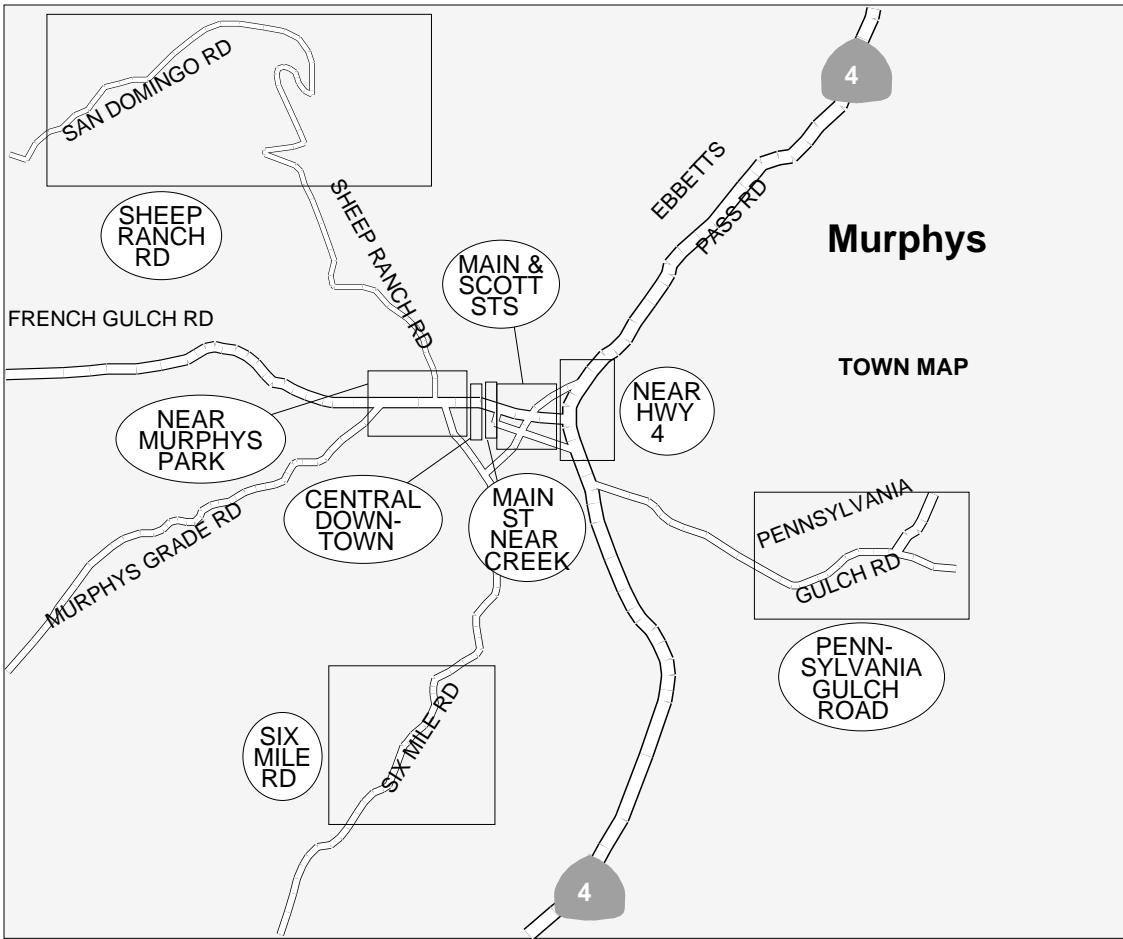 4
SAN DOMINGO RD
EBBETTS
PASS RD
SHEEP
RANCH
RD
SHEEP RANCH RD
Murphys
MAIN &
SCOTT
STS
FRENCH GULCH RD
TOWN MAP
NEAR
HWY
4
NEAR
MURPHYS
PARK
CENTRAL
DOWN-
TOWN
MAIN
ST
NEAR
CREEK
PENNSYLVANIA
GULCH RD
MURPHYS GRADE RD
PENN-
SYLVANIA
GULCH
ROAD
SIX
MILE
RD
SIX MILE RD
4